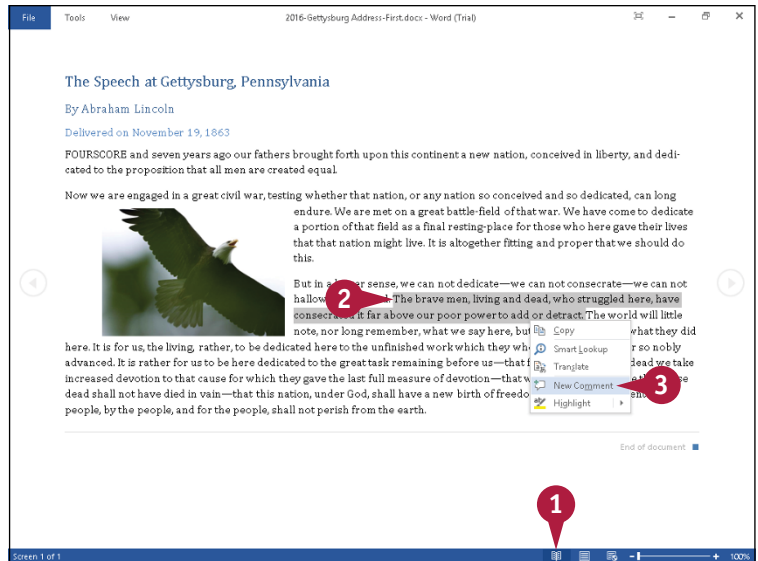 File Tools View 2016-Gettysburg Address-First.docx - Word (Trial)
The Speech at Gettysburg, Pennsylvania
By Abraham Lincoln
Delivered on November 19, 1863
FOURSCORE and seven years ago our fathers brought forth upon this continent a new nation, conceived in liberty, and dedi-
cated to the proposition that all men are created equal.
Now we are engaged in a great civil war, testing whether that nation, or any nation so conceived and so dedicated, can long
endure. We are met on a great battle-field of that war. We have come to dedicate
a portion of that field as a final resting-place for those who here gave their lives
that that nation might live. It is altogether fitting and proper that we should do
this.
But in a er sense, we can not dedicate—we can not consecrate—we can not
hallow The brave men, living and dead, who struggled here, have
consecrated it far above our poor power to add or detract. The world will little
note, nor long remember, what we say here, but what they did
here. It is for us, the living, rather, to be dedicated here to the unfinished work which they who r so nobly
advanced. It is rather for us to be here dedicated to the great task remaining before us—that f dead we take
increased devotion to that cause for which they gave the last full measure of devotion—that w se
dead shall not have died in vain—that this nation, under God, shall have a new birth of freedo en
people, by the people, and for the people, shall not perish from the earth.
Copy
Smart Lookup
Translate
New Comment
Highlight
2
3
End of document
1
Screen 1 of 1 100%